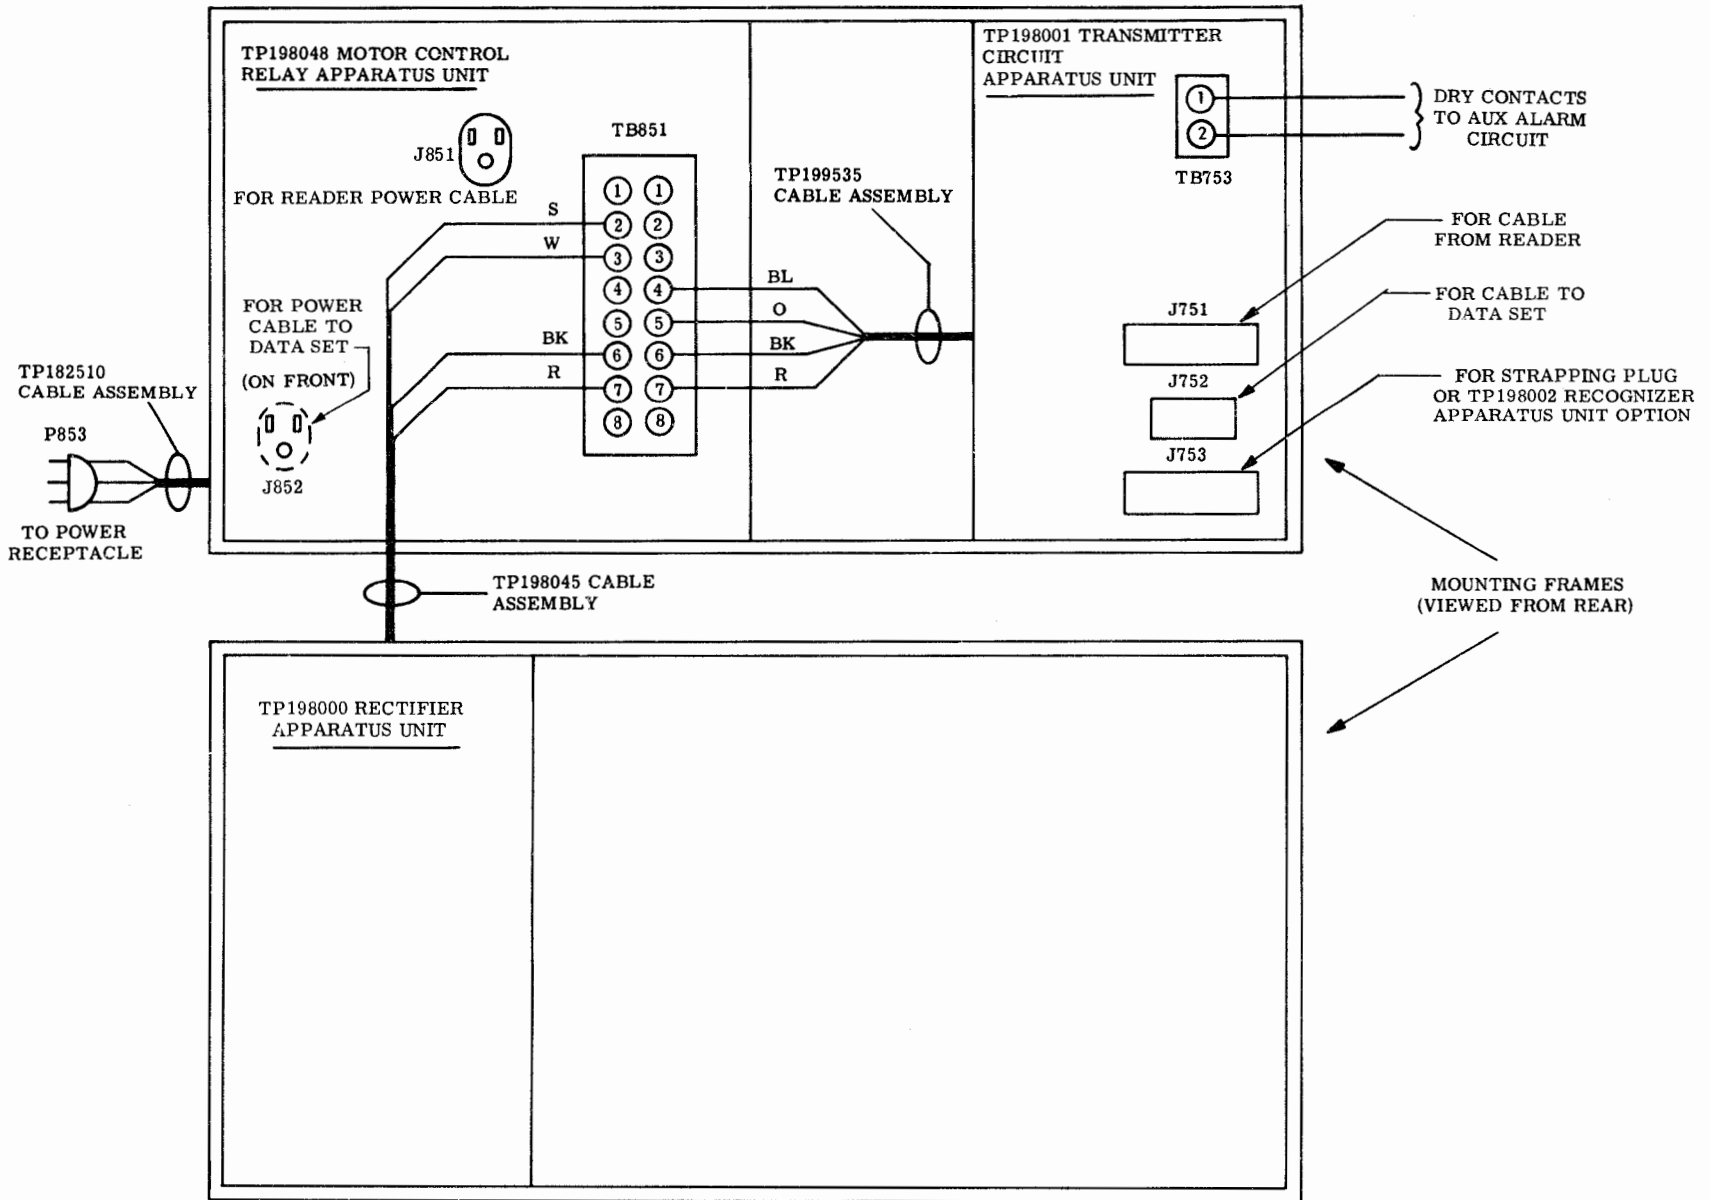 TP198048 MOTOR CONTROL
RELAY APPARATUS UNIT
J851
FOR READER POWER CABLE
TB851
1 1
2 2
3 3
4 4
5 5
6 6
7 7
8 8
S
W
BK
R
BL
O
BK
R
FOR POWER
CABLE TO
DATA SET
(ON FRONT)
J852
TP182510
CABLE ASSEMBLY
P853
TO POWER
RECEPTACLE
TP199535
CABLE ASSEMBLY
TP198001 TRANSMITTER
CIRCUIT
APPARATUS UNIT
1
2
TB753
DRY CONTACTS
TO AUX ALARM
CIRCUIT
FOR CABLE
FROM READER
J751
FOR CABLE TO
DATA SET
J752
FOR STRAPPING PLUG
OR TP198002 RECOGNIZER
APPARATUS UNIT OPTION
J753
TP198045 CABLE
ASSEMBLY
MOUNTING FRAMES
(VIEWED FROM REAR)
TP198000 RECTIFIER
APPARATUS UNIT